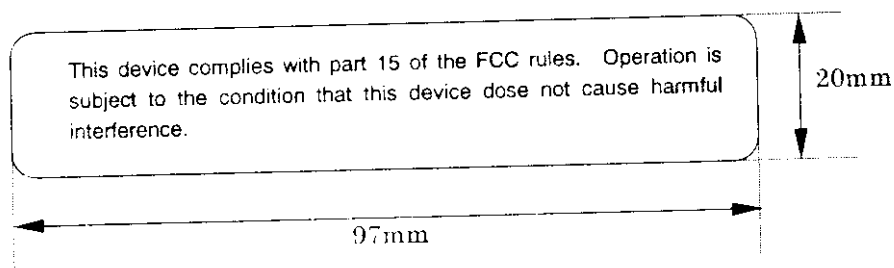 This device complies with part 15 of the FCC rules. Operation is
subject to the condition that this device dose not cause harmful
interference.
20mm
97mm